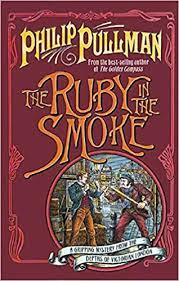 PHILIP PULLMAN
From the best-selling author
of The Golden Compass
THE RUBY
IN THE
SMOKE
A GRIPPING MYSTERY FROM THE
DEPTHS OF VICTORIAN LONDON